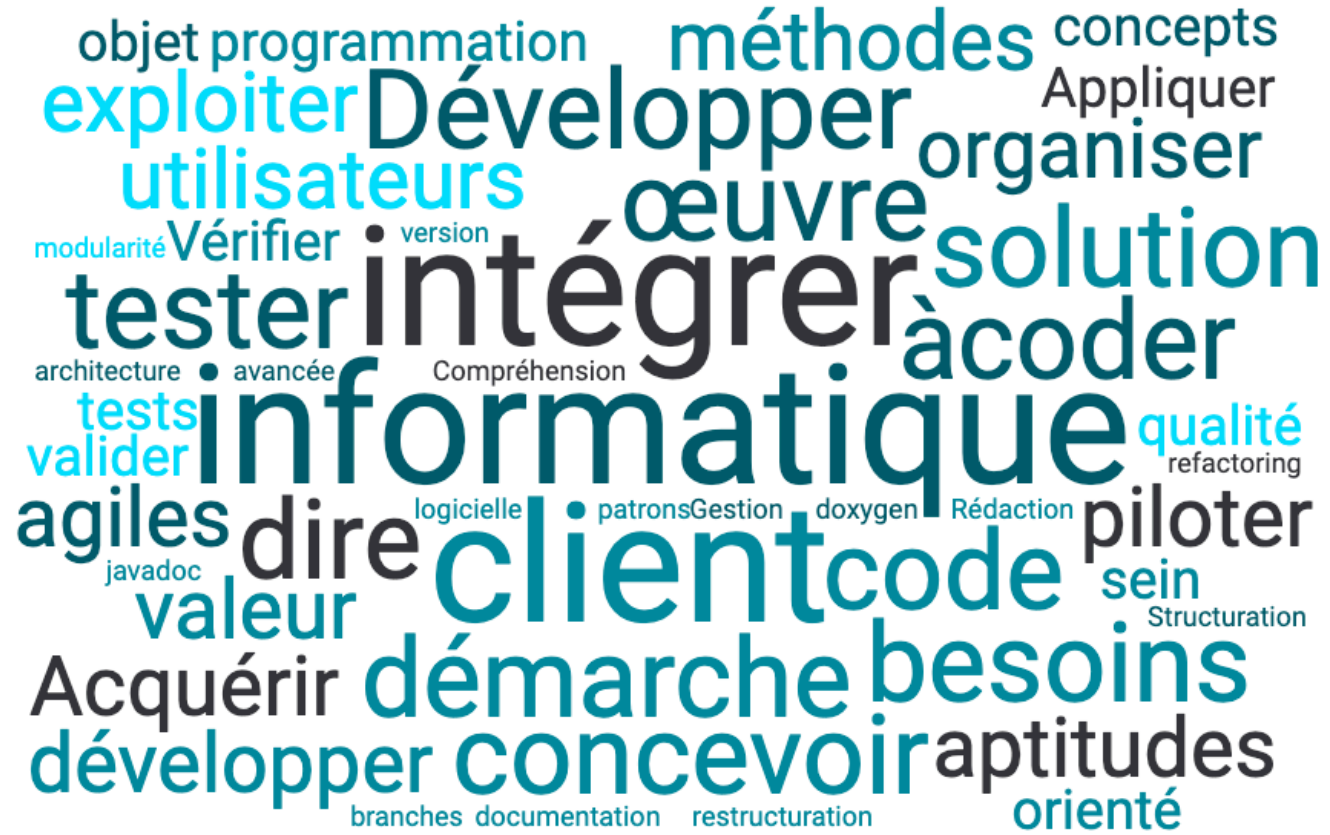 objet programmation méthodes concepts
exploiter Développer Appliquer
utilisateurs œuvre organiser
modularité Vérifier version solution
tester intégrer àcoder
architecture avancée Compréhension
tests informatique qualité
valider refactoring
agiles dire logicielle patrons Gestion doxygen Rédaction piloter
javadoc client code sein
valeur Structuration
Acquérir démarche besoins
développer concevoir aptitudes
branches documentation restructuration orienté